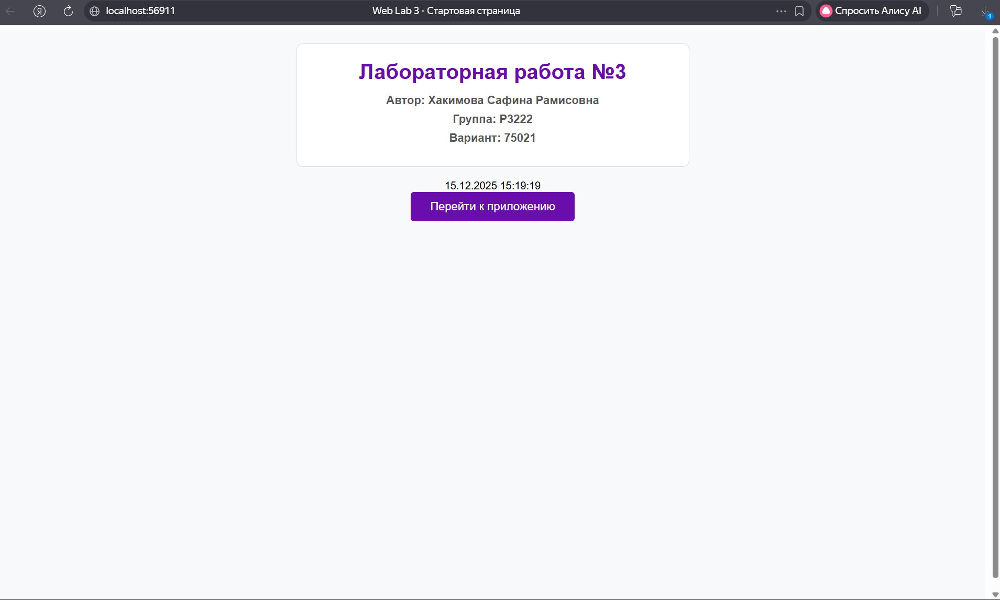 localhost:56911
Web Lab 3 - Стартовая страница
Спросить Алису AI
1
Лабораторная работа №3
Автор: Хакимова Сафина Рамисовна
Группа: P3222
Вариант: 75021
15.12.2025 15:19:19
Перейти к приложению